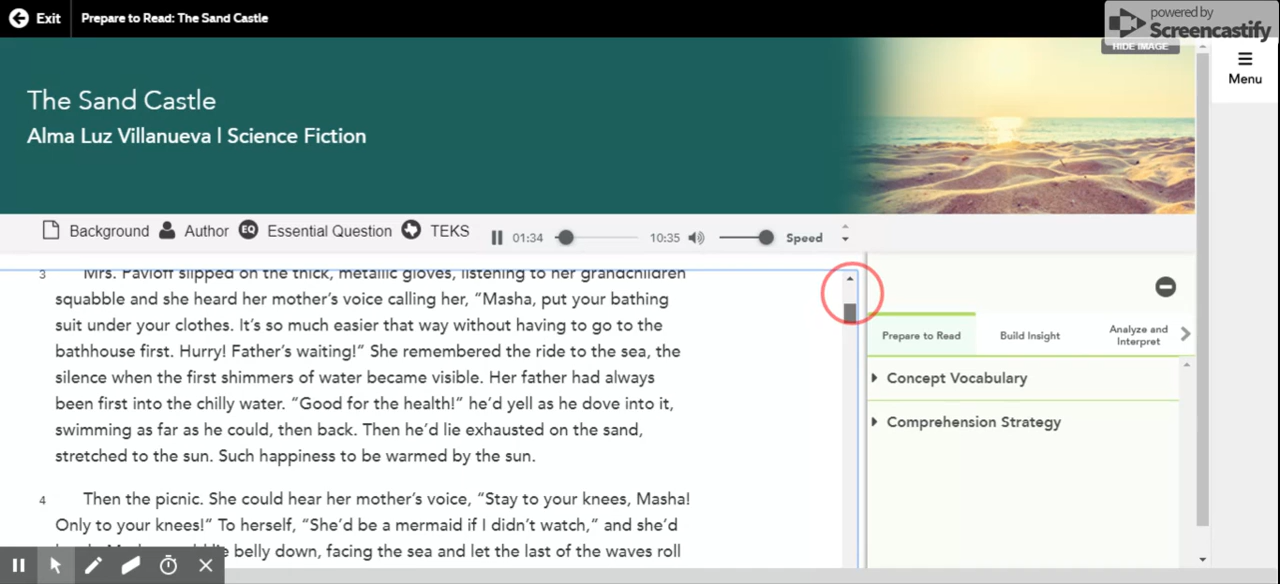 Exit Prepare to Read: The Sand Castle
powered by
Screencastify
HIDE IMAGE
Menu
The Sand Castle
Alma Luz Villanueva | Science Fiction
Background Author EQ Essential Question TEKS 01:34 10:35 Speed
3 Mrs. Pavloff slipped on the thick, metallic gloves, listening to her grandchildren
squabble and she heard her mother's voice calling her, "Masha, put your bathing
suit under your clothes. It's so much easier that way without having to go to the
bathhouse first. Hurry! Father's waiting!" She remembered the ride to the sea, the
silence when the first shimmers of water became visible. Her father had always
been first into the chilly water. "Good for the health!" he'd yell as he dove into it,
swimming as far as he could, then back. Then he'd lie exhausted on the sand,
stretched to the sun. Such happiness to be warmed by the sun.
4 Then the picnic. She could hear her mother's voice, "Stay to your knees, Masha!
Only to your knees!" To herself, "She'd be a mermaid if I didn't watch," and she'd
belly down, facing the sea and let the last of the waves roll
Prepare to Read
Build Insight
Analyze and
Interpret
Concept Vocabulary
Comprehension Strategy